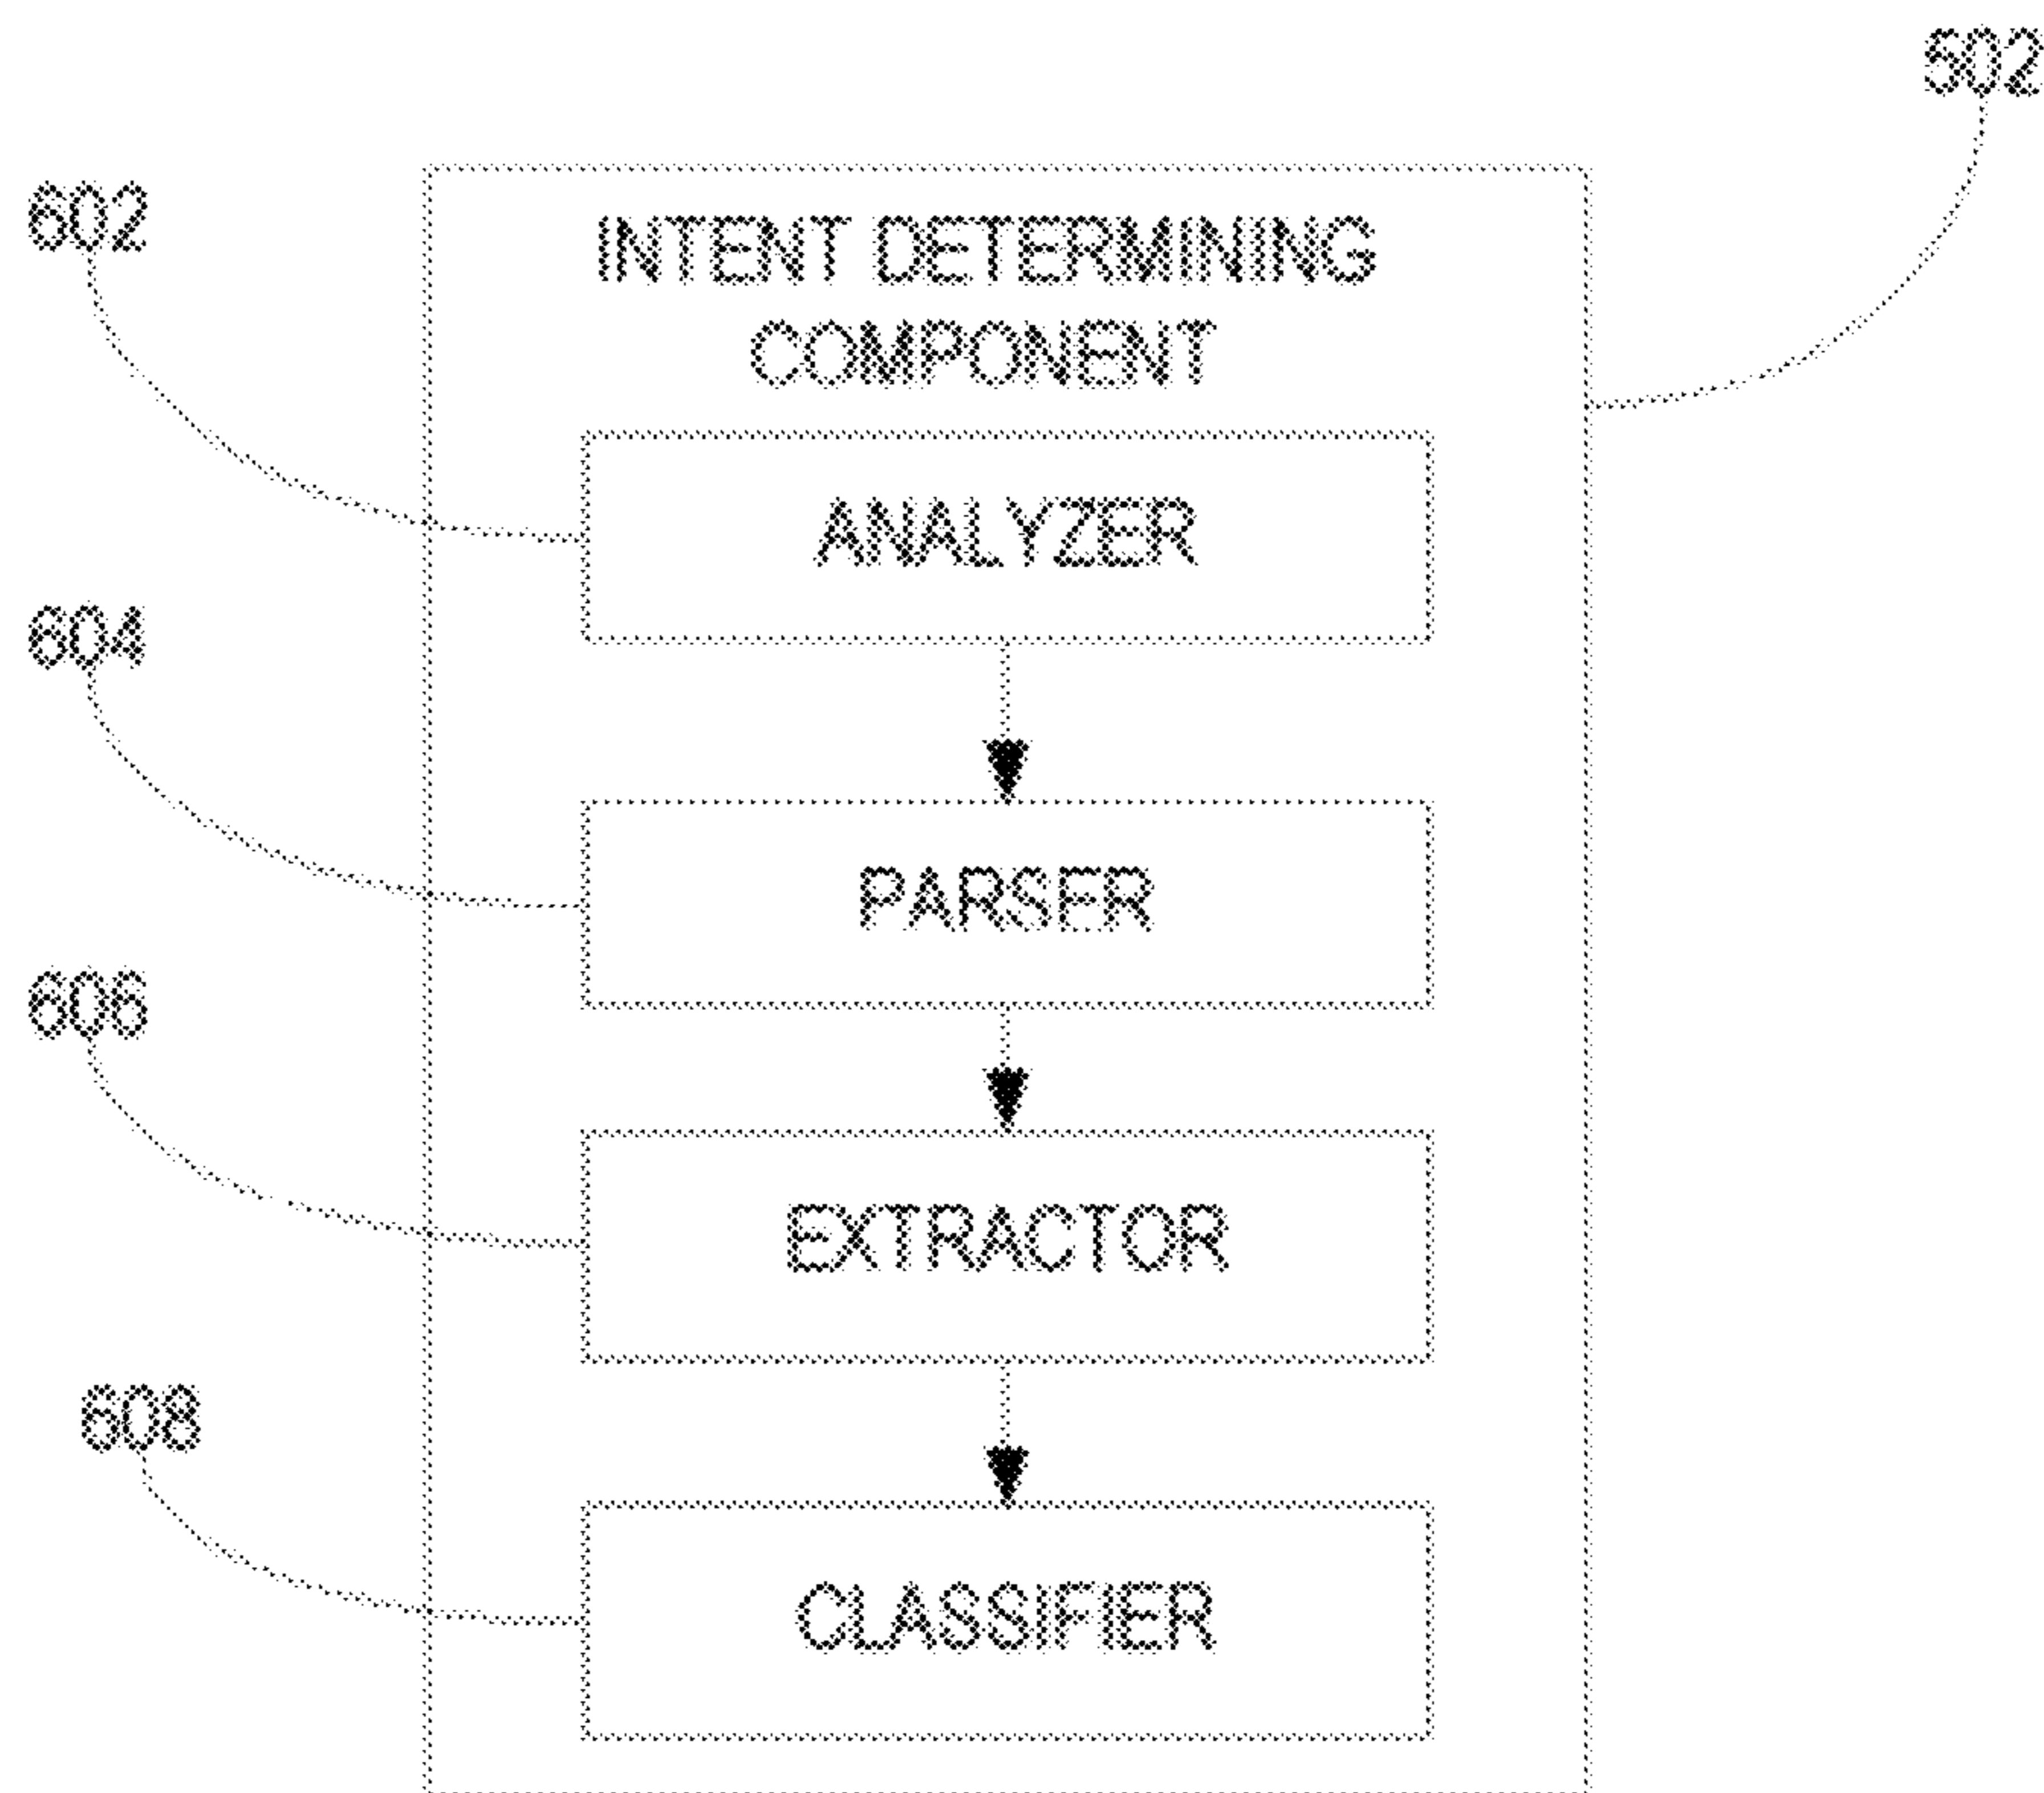 502
602
INTENT DETERMINING
COMPONENT
ANALYZER
604
PARSER
606
EXTRACTOR
608
CLASSIFIER